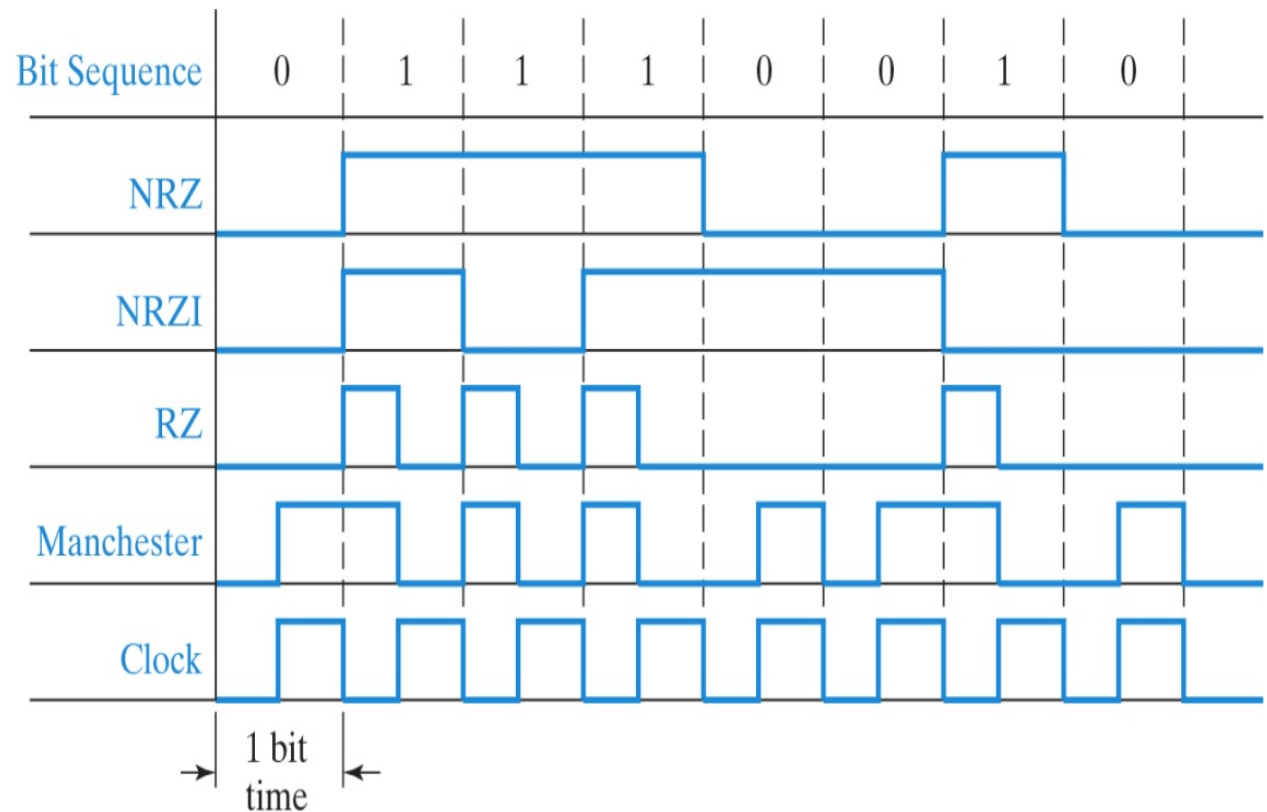 Bit Sequence 0 1 1 1 0 0 1 0
NRZ
NRZI
RZ
Manchester
Clock
1 bit
time